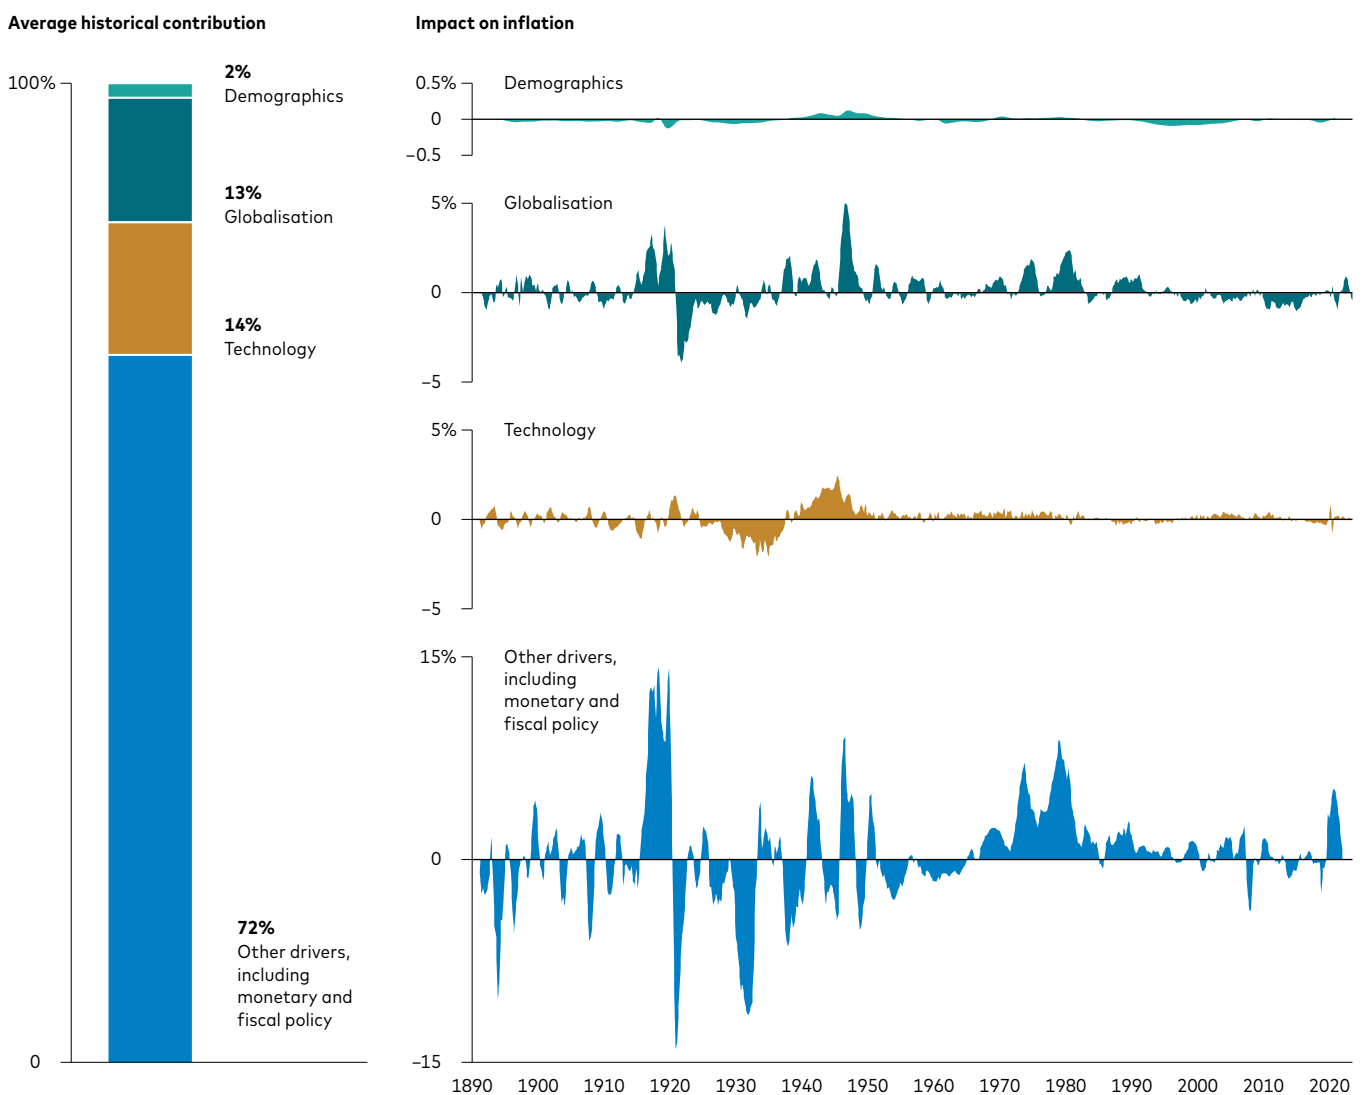 Average historical contribution
100%
2%
Demographics
13%
Globalisation
14%
Technology
72%
Other drivers,
including
monetary and
fiscal policy
0
Impact on inflation
0.5%
Demographics
0
−0.5
5%
Globalisation
0
−5
5%
Technology
0
−5
15%
Other drivers,
including
monetary and
fiscal policy
0
−15
1890 1900 1910 1920 1930 1940 1950 1960 1970 1980 1990 2000 2010 2020